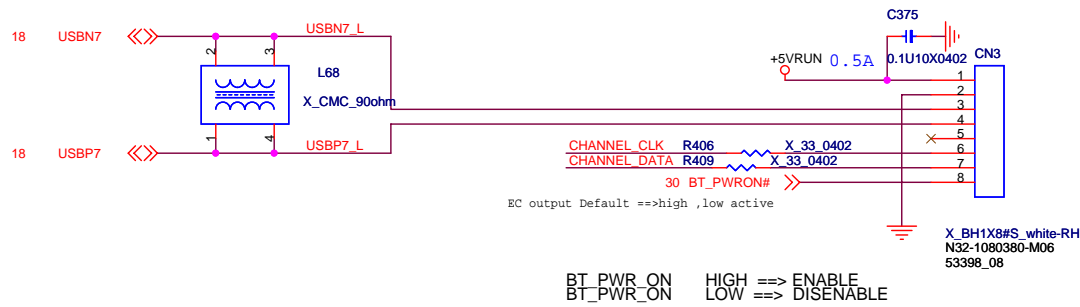 C375
18 USBN7 USBN7_L
+5VRUN 0.5A 0.1U10X0402 CN3
2 3
L68
X_CMC_90ohm
1
2
3
4
5
6
7
8
1 4
18 USBP7 USBP7_L
CHANNEL_CLK R406 X_33_0402
CHANNEL_DATA R409 X_33_0402
30 BT_PWRON#
EC output Default ==>high ,low active
X_BH1X8#S_white-RH
N32-1080380-M06
53398_08
BT_PWR_ON HIGH ==> ENABLE
BT_PWR_ON LOW ==> DISENABLE